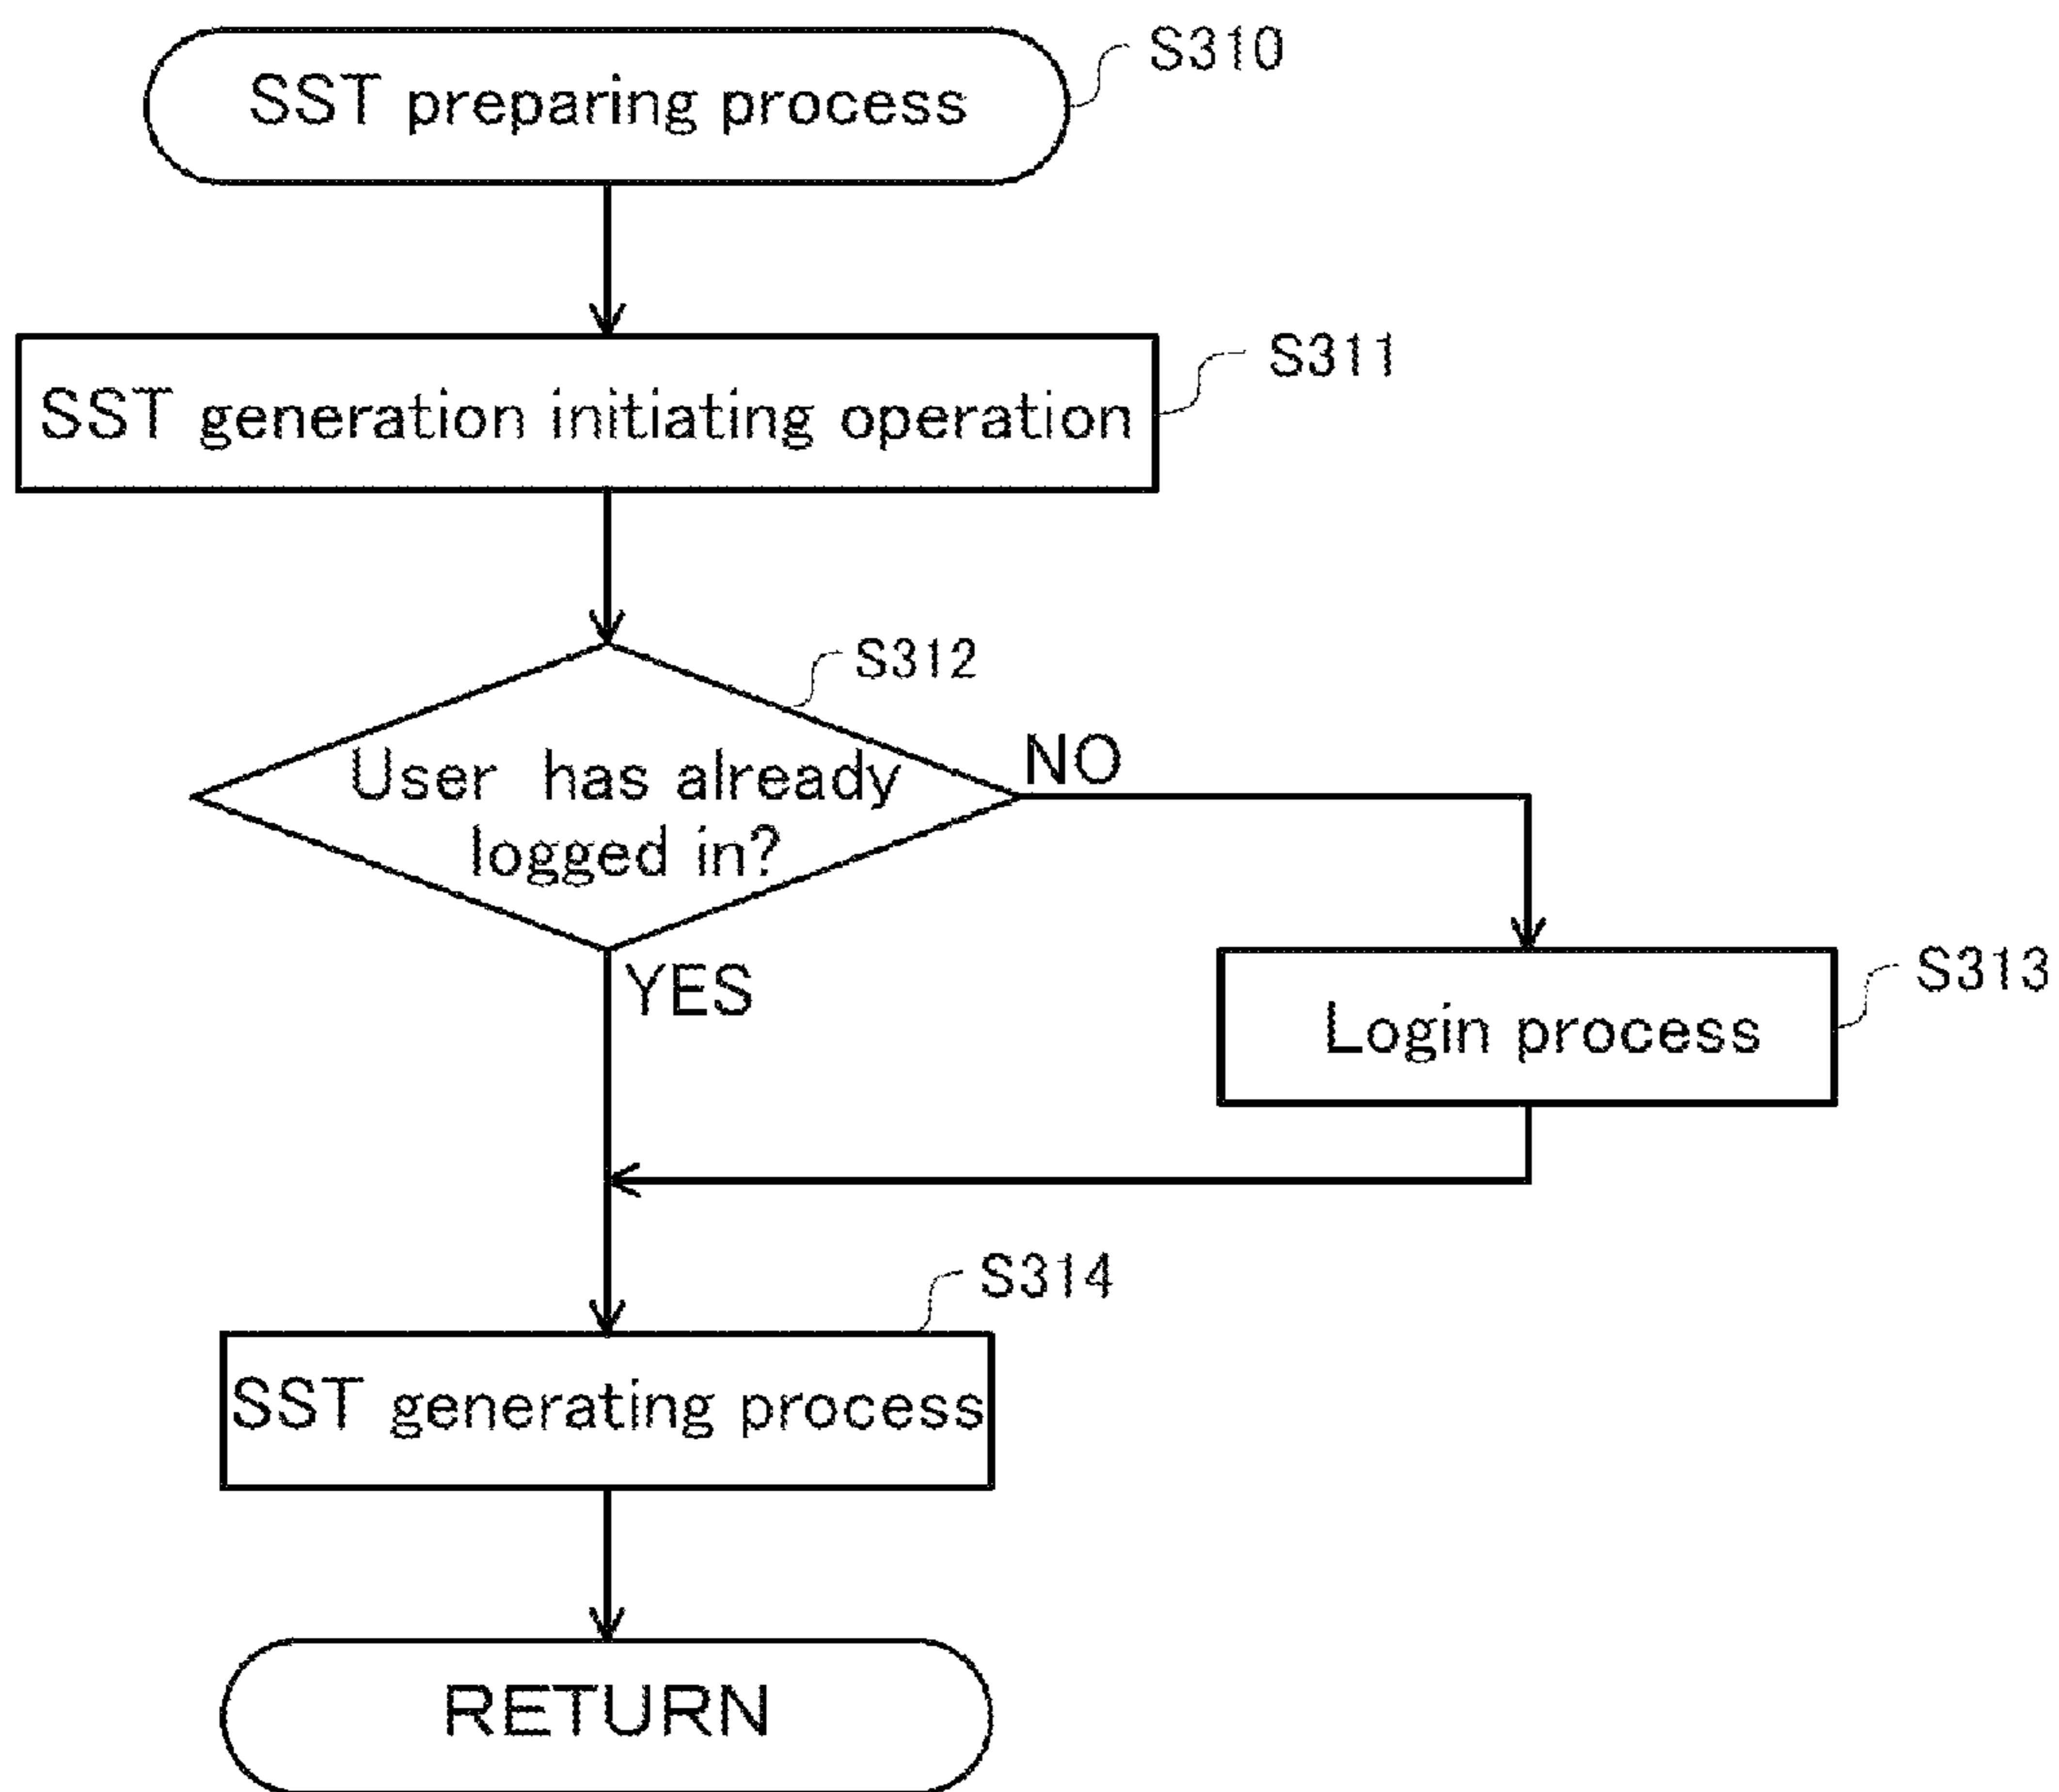 SST preparing process
S310
SST generation initiating operation
S311
S312
User has already
logged in?
NO
YES
Login process
S313
S314
SST generating process
RETURN